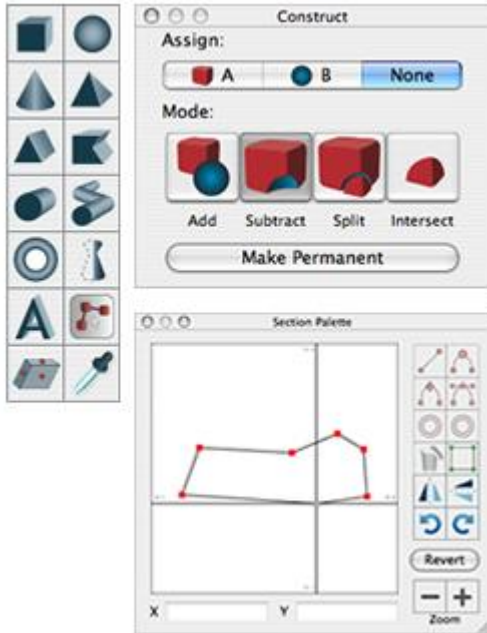 Construct
Assign:
A B None
Mode:
Add Subtract Split Intersect
Make Permanent
A
Section Palette
Revert
X Y
Zoom